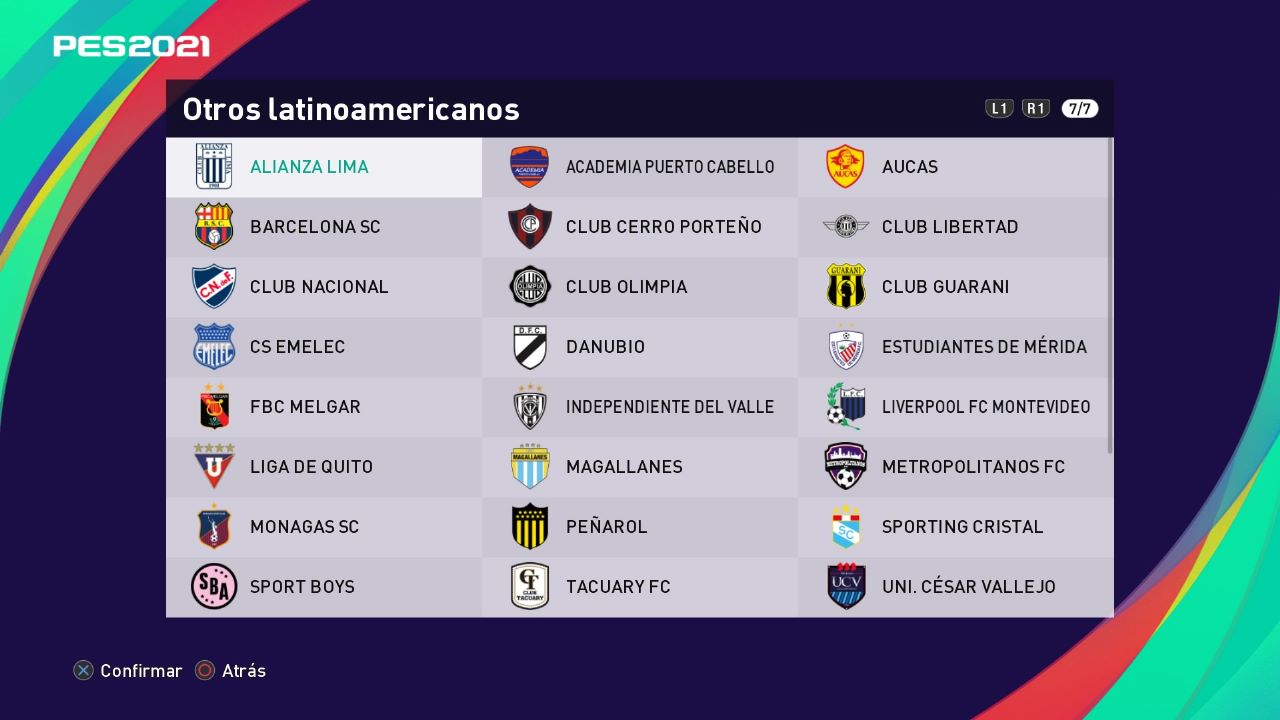 PES2021
Otros latinoamericanos
L1 R1 7/7
ALIANZA LIMA
ACADEMIA PUERTO CABELLO
AUCAS
BARCELONA SC
CLUB CERRO PORTEÑO
CLUB LIBERTAD
CLUB NACIONAL
CLUB OLIMPIA
CLUB GUARANI
CS EMELEC
DANUBIO
ESTUDIANTES DE MÉRIDA
FBC MELGAR
INDEPENDIENTE DEL VALLE
LIVERPOOL FC MONTEVIDEO
LIGA DE QUITO
MAGALLANES
METROPOLITANOS FC
MONAGAS SC
PEÑAROL
SPORTING CRISTAL
SPORT BOYS
TACUARY FC
UNI. CÉSAR VALLEJO
Confirmar Atrás